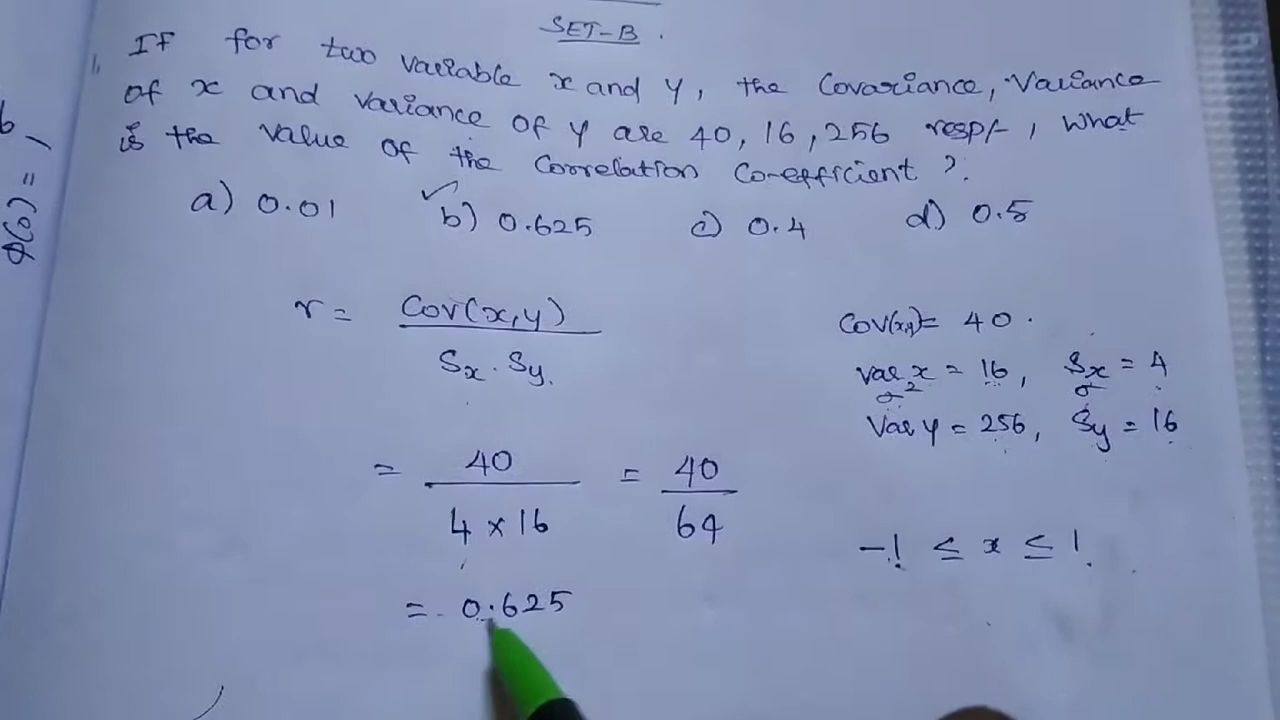 SET-B.
1. IF for two variable x and y, the Covariance, Variance
of x and variance of y are 40, 16, 256 resp/-, what
is the value of the Correlation Co-efficient ?.
a) 0.01 b) 0.625 c) 0.4 d) 0.5
r = Cov(x,y) / Sx . Sy.
Cov(x,y) = 40.
var x = 16, Sx = 4
σ² σ
Var y = 256, Sy = 16
= 40 / 4 × 16 = 40 / 64
-1 ≤ x ≤ 1.
= 0.625